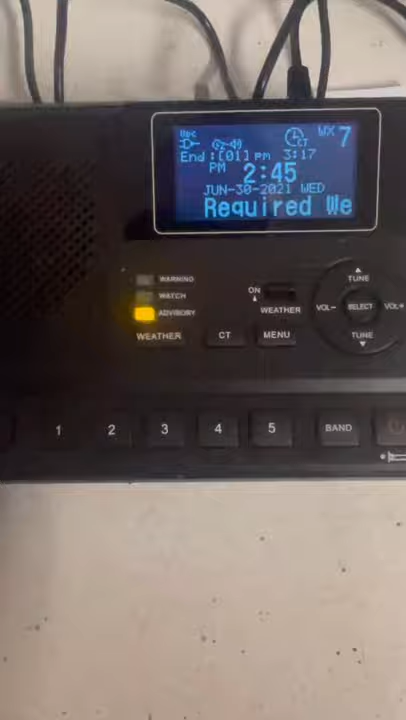 WX 7
CT
End :[01] PM 3:17
PM 2:45
JUN-30-2021 WED
Required We
WARNING
WATCH
ADVISORY
WEATHER
CT
MENU
ON
WEATHER
TUNE
VOL-
SELECT
VOL+
TUNE
1
2
3
4
5
BAND